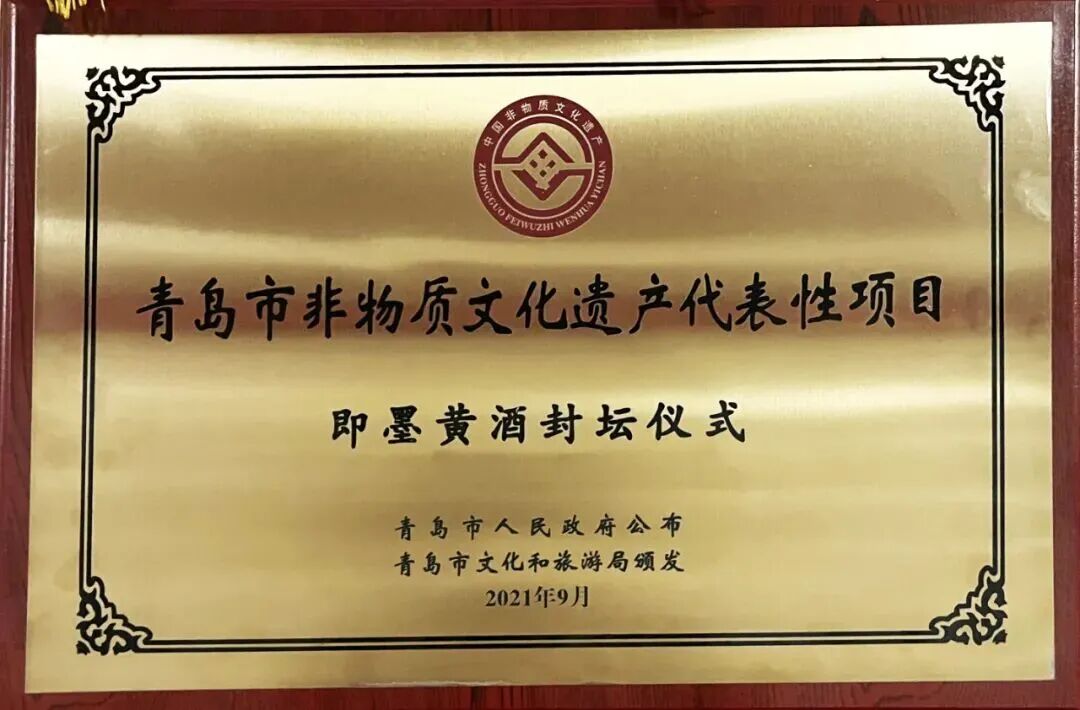 中国非物质文化遗产
ZHONGGUO FEIWUZHI WENHUA YICHAN
青岛市非物质文化遗产代表性项目
即墨黄酒封坛仪式
青岛市人民政府公布
青岛市文化和旅游局颁发
2021年9月